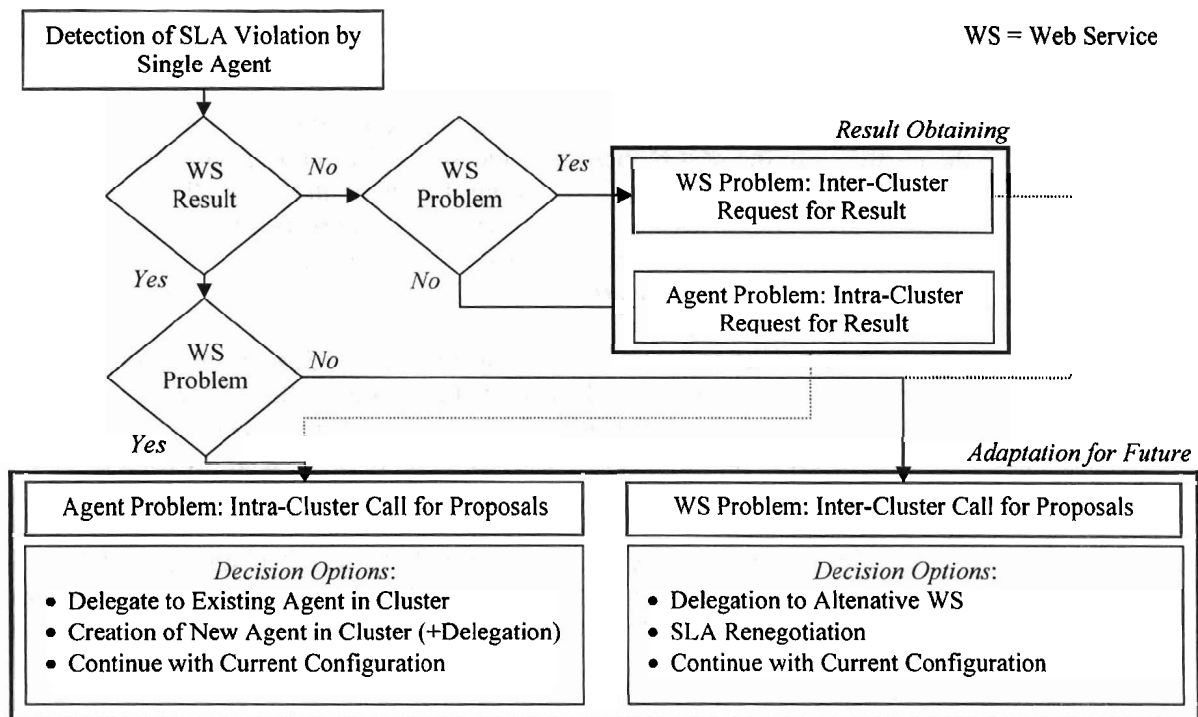 Detection of SLA Violation by
Single Agent
WS = Web Service
WS
Result
No
WS
Problem
Yes
Result Obtaining
WS Problem: Inter-Cluster
Request for Result
Yes
No
Agent Problem: Intra-Cluster
Request for Result
WS
Problem
No
Yes
Adaptation for Future
Agent Problem: Intra-Cluster Call for Proposals
WS Problem: Inter-Cluster Call for Proposals
Decision Options:
• Delegate to Existing Agent in Cluster
• Creation of New Agent in Cluster (+Delegation)
• Continue with Current Configuration
Decision Options:
• Delegation to Altenative WS
• SLA Renegotiation
• Continue with Current Configuration